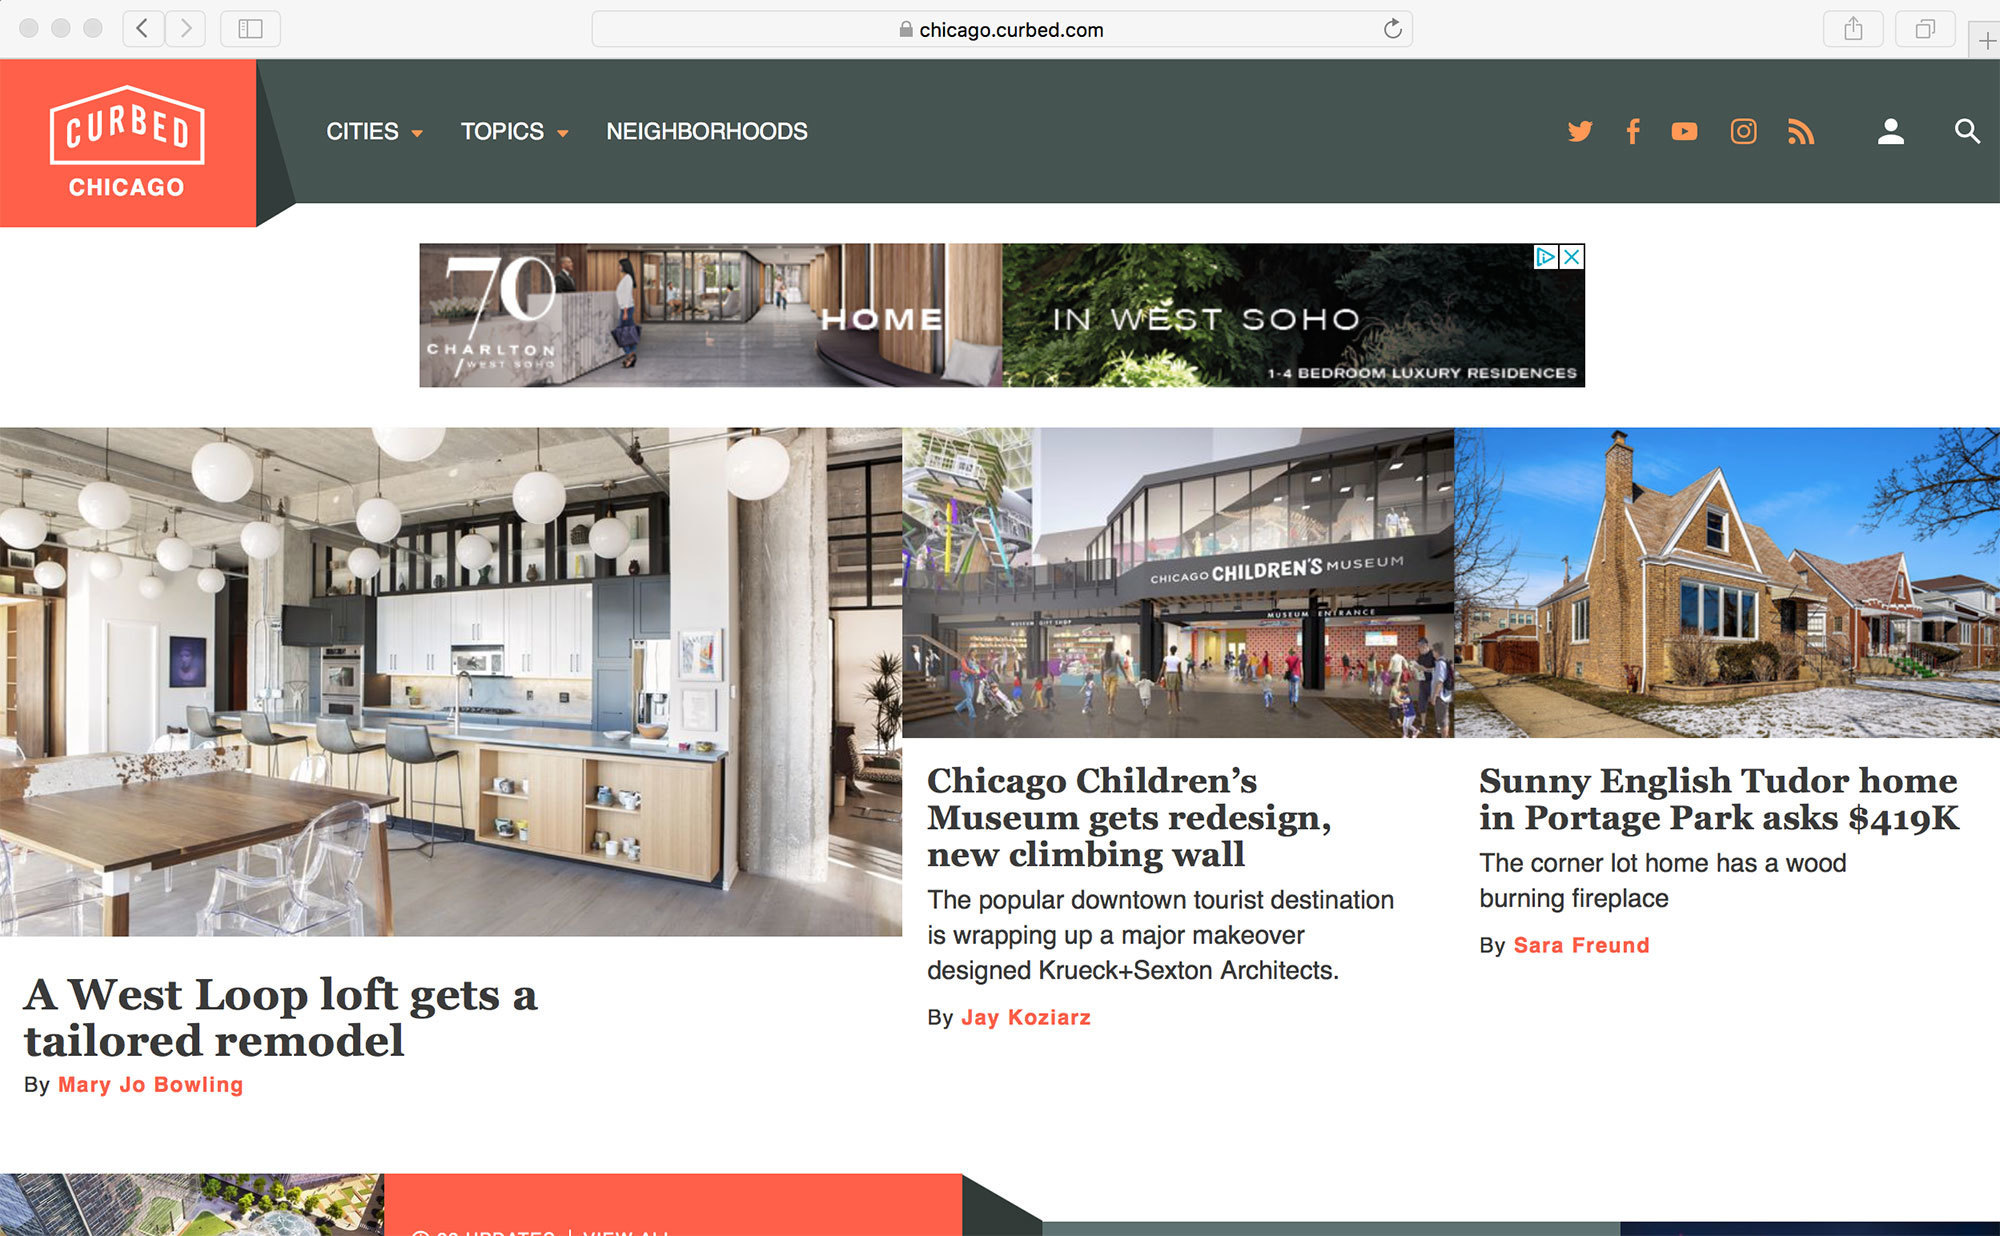 chicago.curbed.com
CURBED
CHICAGO
CITIES
TOPICS
NEIGHBORHOODS
70
CHARLTON
WEST SOHO
HOME
IN WEST SOHO
1-4 BEDROOM LUXURY RESIDENCES
CHICAGO CHILDREN'S MUSEUM
MUSEUM GIFT SHOP
MUSEUM ENTRANCE
A West Loop loft gets a
tailored remodel
By Mary Jo Bowling
Chicago Children’s
Museum gets redesign,
new climbing wall
The popular downtown tourist destination
is wrapping up a major makeover
designed Krueck+Sexton Architects.
By Jay Koziarz
Sunny English Tudor home
in Portage Park asks $419K
The corner lot home has a wood
burning fireplace
By Sara Freund
UPDATES | VIEW ALL